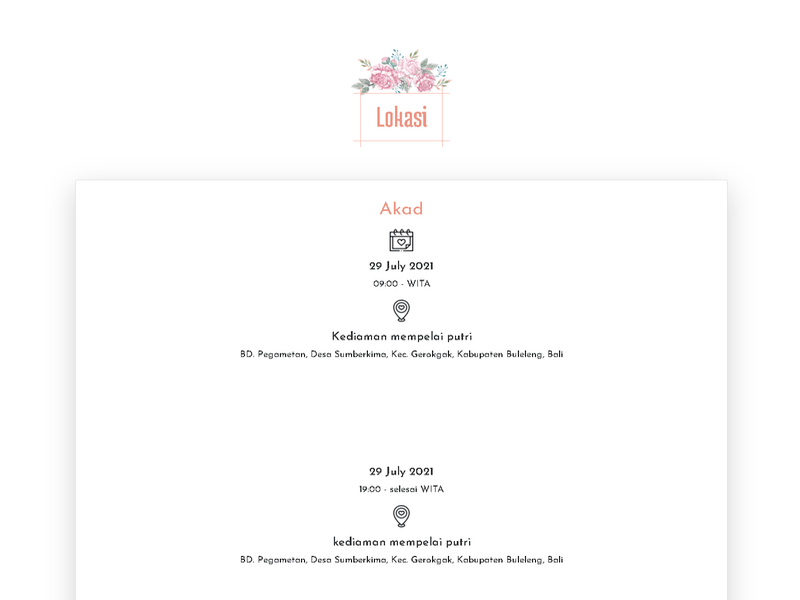 Lokasi
Akad
29 July 2021
09:00 - WITA
Kediaman mempelai putri
BD. Pegametan, Desa Sumberkima, Kec. Gerokgak, Kabupaten Buleleng, Bali
29 July 2021
19:00 - selesai WITA
kediaman mempelai putri
BD. Pegametan, Desa Sumberkima, Kec. Gerokgak, Kabupaten Buleleng, Bali